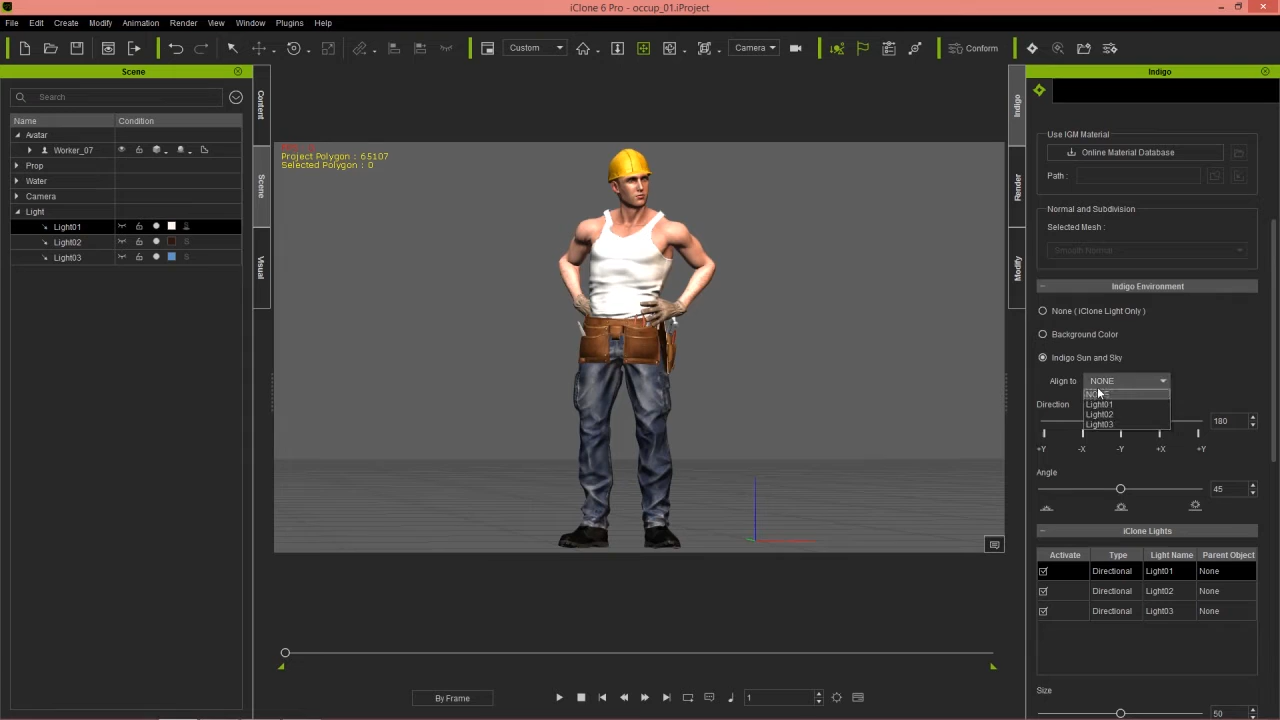 iClone 6 Pro - occup_01.iProject
File Edit Create Modify Animation Render View Window Plugins Help
Custom Camera Conform
Scene
Search
Name Condition
Avatar
Worker_07
Prop
Water
Camera
Light
Light01
Light02
Light03
Content
Scene
Visual
Project Polygon : 65107
Selected Polygon : 0
By Frame
1
Indigo
Render
Modify
Indigo
Use IGM Material
Online Material Database
Path :
Normal and Subdivision
Selected Mesh :
Smooth Normal
Indigo Environment
None ( iClone Light Only )
Background Color
Indigo Sun and Sky
Align to NONE
NONE
Light01
Light02
Light03
Direction
180
+Y -X -Y +X +Y
Angle
45
iClone Lights
Activate Type Light Name Parent Object
Directional Light01 None
Directional Light02 None
Directional Light03 None
Size
50